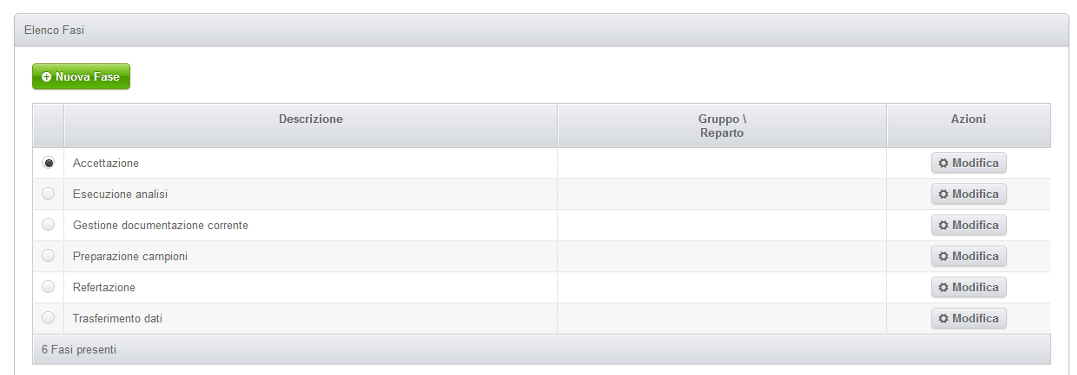 Elenco Fasi
Nuova Fase
Descrizione
Gruppo \
Reparto
Azioni
Accettazione
Modifica
Esecuzione analisi
Modifica
Gestione documentazione corrente
Modifica
Preparazione campioni
Modifica
Refertazione
Modifica
Trasferimento dati
Modifica
6 Fasi presenti